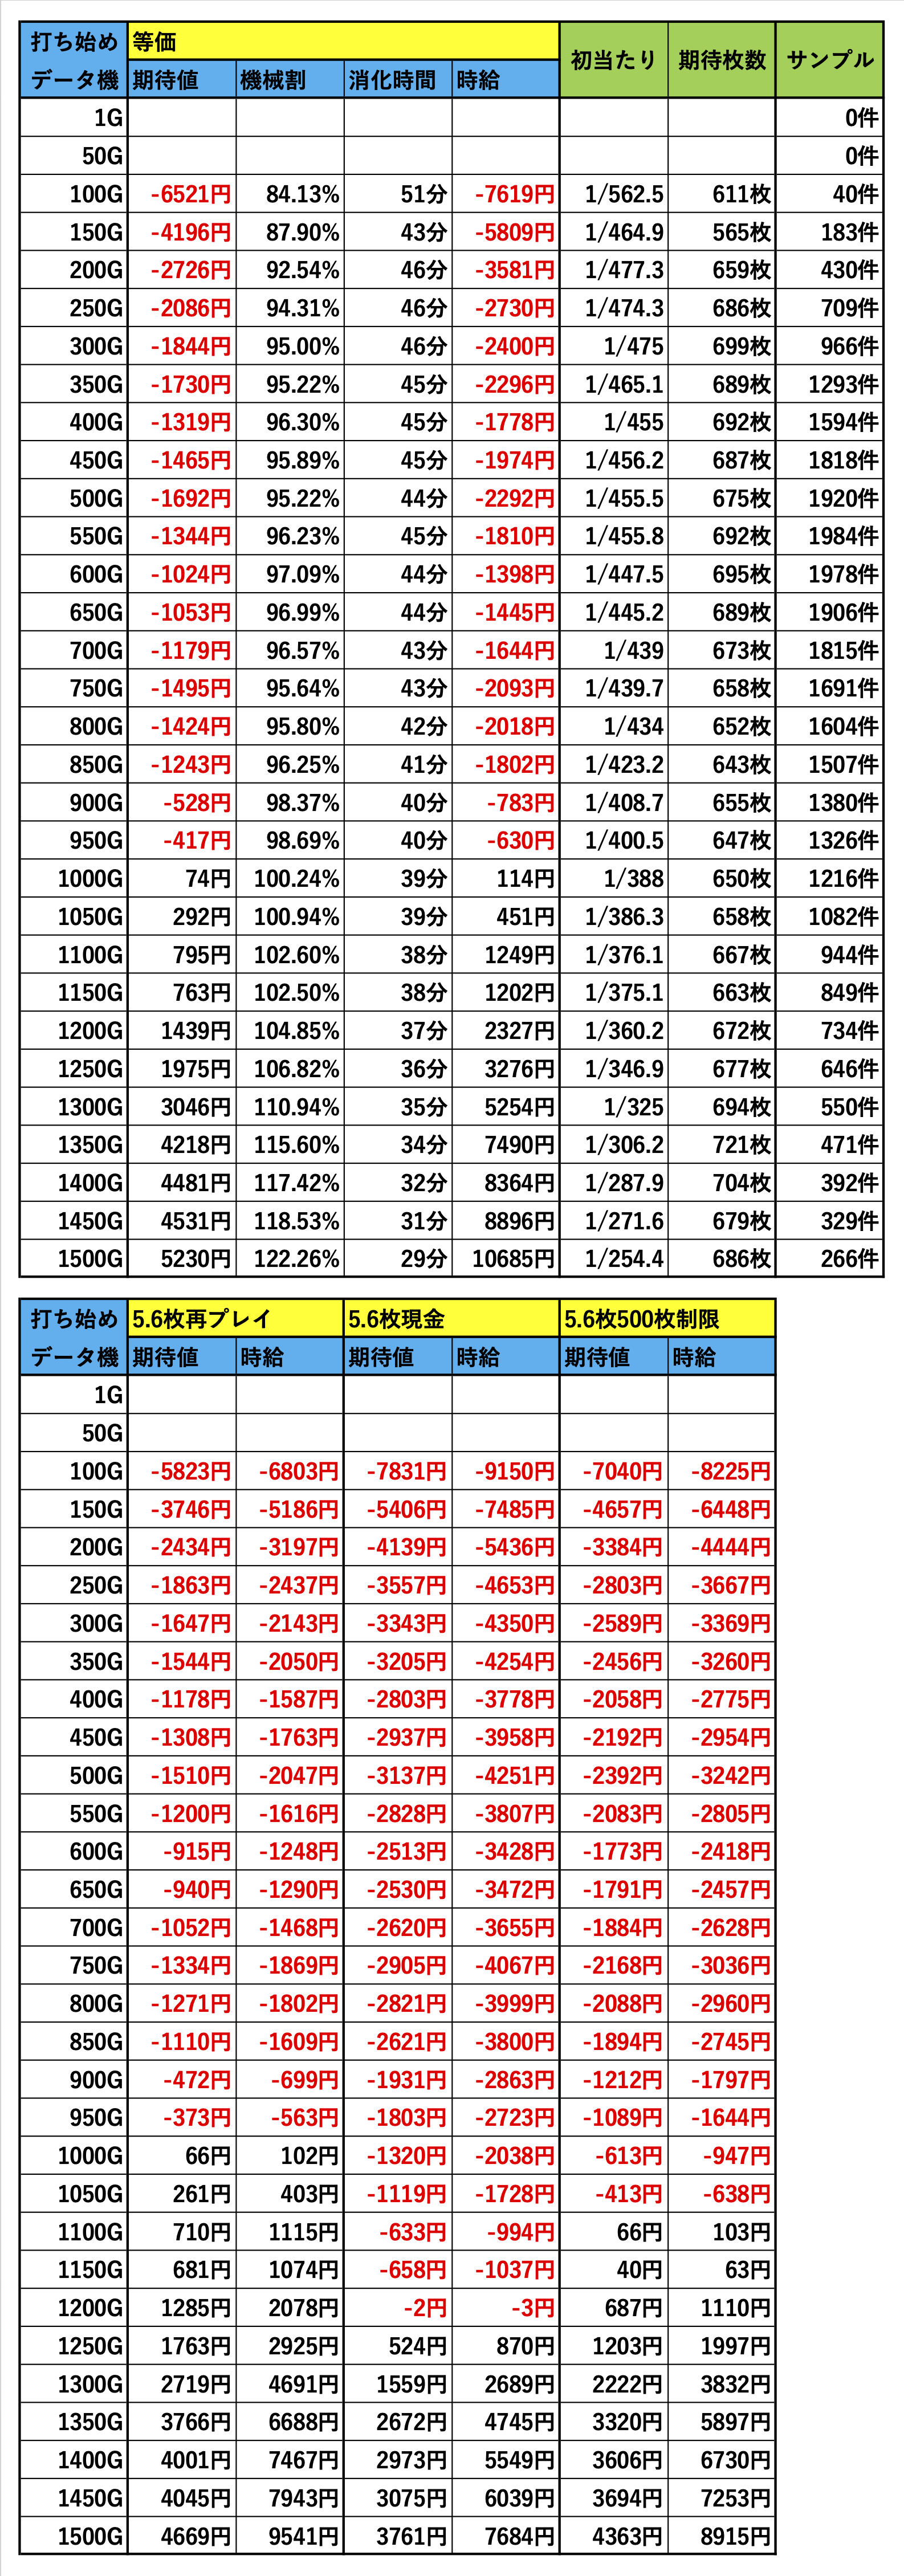 打ち始め 等価 初当たり 期待枚数 サンプル
データ機 期待値 機械割 消化時間 時給
1G 0件
50G 0件
100G -6521円 84.13% 51分 -7619円 1/562.5 611枚 40件
150G -4196円 87.90% 43分 -5809円 1/464.9 565枚 183件
200G -2726円 92.54% 46分 -3581円 1/477.3 659枚 430件
250G -2086円 94.31% 46分 -2730円 1/474.3 686枚 709件
300G -1844円 95.00% 46分 -2400円 1/475 699枚 966件
350G -1730円 95.22% 45分 -2296円 1/465.1 689枚 1293件
400G -1319円 96.30% 45分 -1778円 1/455 692枚 1594件
450G -1465円 95.89% 45分 -1974円 1/456.2 687枚 1818件
500G -1692円 95.22% 44分 -2292円 1/455.5 675枚 1920件
550G -1344円 96.23% 45分 -1810円 1/455.8 692枚 1984件
600G -1024円 97.09% 44分 -1398円 1/447.5 695枚 1978件
650G -1053円 96.99% 44分 -1445円 1/445.2 689枚 1906件
700G -1179円 96.57% 43分 -1644円 1/439 673枚 1815件
750G -1495円 95.64% 43分 -2093円 1/439.7 658枚 1691件
800G -1424円 95.80% 42分 -2018円 1/434 652枚 1604件
850G -1243円 96.25% 41分 -1802円 1/423.2 643枚 1507件
900G -528円 98.37% 40分 -783円 1/408.7 655枚 1380件
950G -417円 98.69% 40分 -630円 1/400.5 647枚 1326件
1000G 74円 100.24% 39分 114円 1/388 650枚 1216件
1050G 292円 100.94% 39分 451円 1/386.3 658枚 1082件
1100G 795円 102.60% 38分 1249円 1/376.1 667枚 944件
1150G 763円 102.50% 38分 1202円 1/375.1 663枚 849件
1200G 1439円 104.85% 37分 2327円 1/360.2 672枚 734件
1250G 1975円 106.82% 36分 3276円 1/346.9 677枚 646件
1300G 3046円 110.94% 35分 5254円 1/325 694枚 550件
1350G 4218円 115.60% 34分 7490円 1/306.2 721枚 471件
1400G 4481円 117.42% 32分 8364円 1/287.9 704枚 392件
1450G 4531円 118.53% 31分 8896円 1/271.6 679枚 329件
1500G 5230円 122.26% 29分 10685円 1/254.4 686枚 266件
打ち始め 5.6枚再プレイ 5.6枚現金 5.6枚500枚制限
データ機 期待値 時給 期待値 時給 期待値 時給
1G
50G
100G -5823円 -6803円 -7831円 -9150円 -7040円 -8225円
150G -3746円 -5186円 -5406円 -7485円 -4657円 -6448円
200G -2434円 -3197円 -4139円 -5436円 -3384円 -4444円
250G -1863円 -2437円 -3557円 -4653円 -2803円 -3667円
300G -1647円 -2143円 -3343円 -4350円 -2589円 -3369円
350G -1544円 -2050円 -3205円 -4254円 -2456円 -3260円
400G -1178円 -1587円 -2803円 -3778円 -2058円 -2775円
450G -1308円 -1763円 -2937円 -3958円 -2192円 -2954円
500G -1510円 -2047円 -3137円 -4251円 -2392円 -3242円
550G -1200円 -1616円 -2828円 -3807円 -2083円 -2805円
600G -915円 -1248円 -2513円 -3428円 -1773円 -2418円
650G -940円 -1290円 -2530円 -3472円 -1791円 -2457円
700G -1052円 -1468円 -2620円 -3655円 -1884円 -2628円
750G -1334円 -1869円 -2905円 -4067円 -2168円 -3036円
800G -1271円 -1802円 -2821円 -3999円 -2088円 -2960円
850G -1110円 -1609円 -2621円 -3800円 -1894円 -2745円
900G -472円 -699円 -1931円 -2863円 -1212円 -1797円
950G -373円 -563円 -1803円 -2723円 -1089円 -1644円
1000G 66円 102円 -1320円 -2038円 -613円 -947円
1050G 261円 403円 -1119円 -1728円 -413円 -638円
1100G 710円 1115円 -633円 -994円 66円 103円
1150G 681円 1074円 -658円 -1037円 40円 63円
1200G 1285円 2078円 -2円 -3円 687円 1110円
1250G 1763円 2925円 524円 870円 1203円 1997円
1300G 2719円 4691円 1559円 2689円 2222円 3832円
1350G 3766円 6688円 2672円 4745円 3320円 5897円
1400G 4001円 7467円 2973円 5549円 3606円 6730円
1450G 4045円 7943円 3075円 6039円 3694円 7253円
1500G 4669円 9541円 3761円 7684円 4363円 8915円